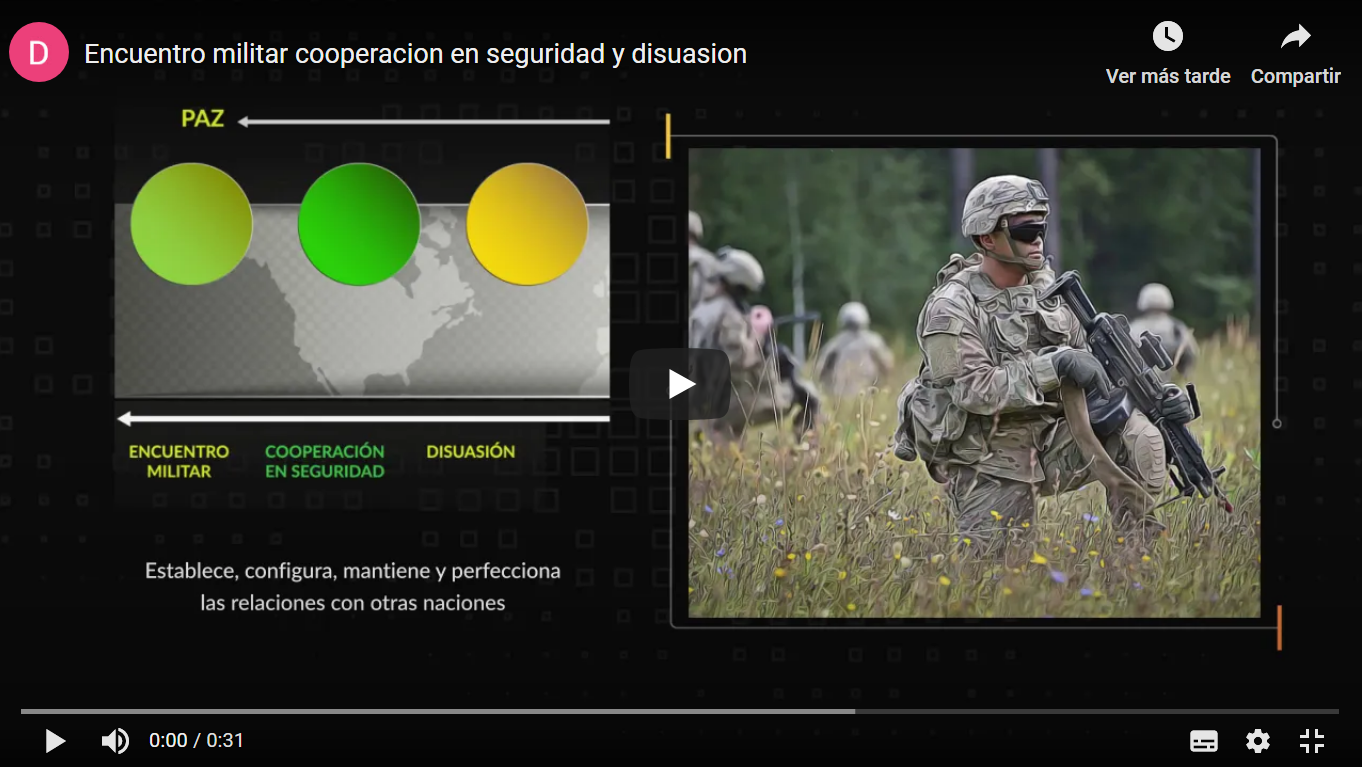 D
Encuentro militar cooperacion en seguridad y disuasion
Ver más tarde
Compartir
PAZ
ENCUENTRO
MILITAR
COOPERACIÓN
EN SEGURIDAD
DISUASIÓN
Establece, configura, mantiene y perfecciona
las relaciones con otras naciones
0:00 / 0:31